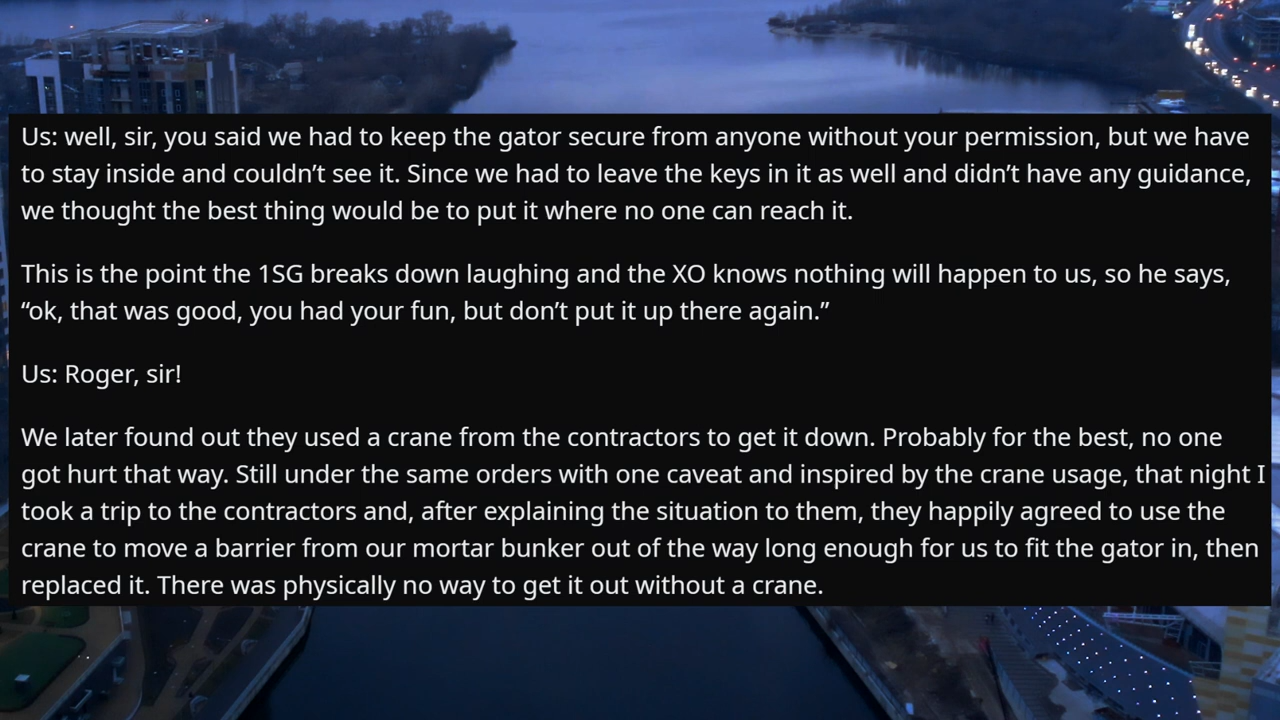 Us: well, sir, you said we had to keep the gator secure from anyone without your permission, but we have
to stay inside and couldn’t see it. Since we had to leave the keys in it as well and didn’t have any guidance,
we thought the best thing would be to put it where no one can reach it.
This is the point the 1SG breaks down laughing and the XO knows nothing will happen to us, so he says,
“ok, that was good, you had your fun, but don’t put it up there again.”
Us: Roger, sir!
We later found out they used a crane from the contractors to get it down. Probably for the best, no one
got hurt that way. Still under the same orders with one caveat and inspired by the crane usage, that night I
took a trip to the contractors and, after explaining the situation to them, they happily agreed to use the
crane to move a barrier from our mortar bunker out of the way long enough for us to fit the gator in, then
replaced it. There was physically no way to get it out without a crane.